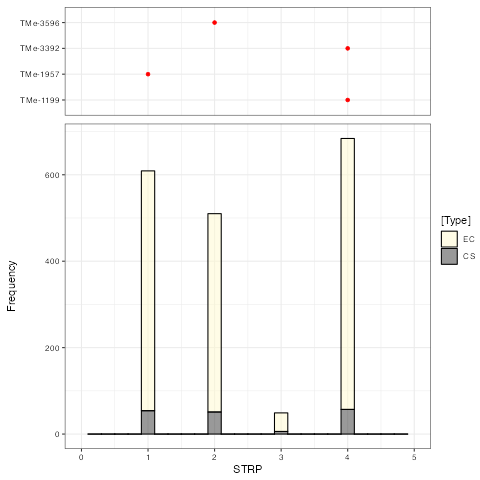 TMe-3596
TMe-3392
TMe-1957
TMe-1199
600
400
200
0
Frequency
0 1 2 3 4 5
STRP
[Type]
EC
CS